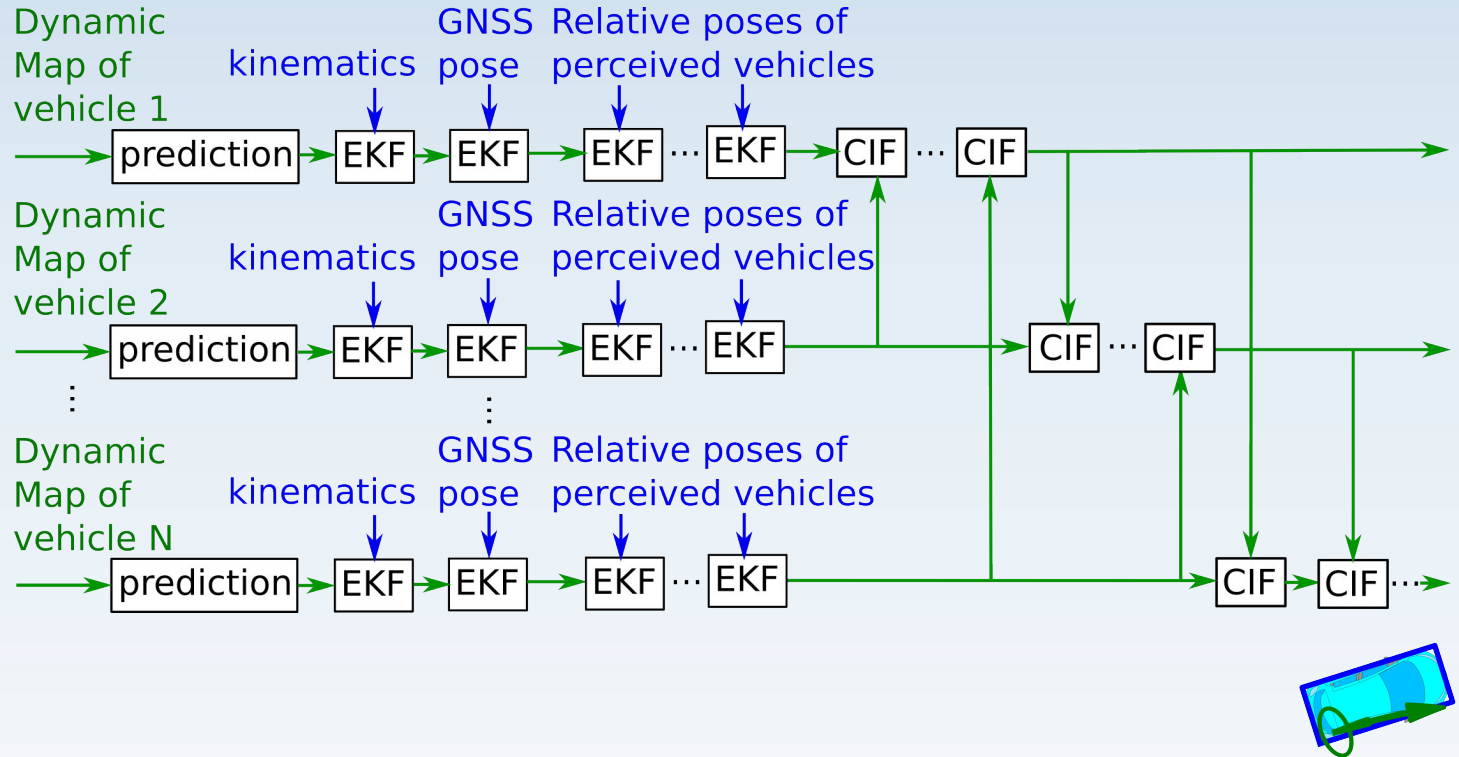 Dynamic
Map of
vehicle 1
kinematics
GNSS
pose
Relative poses of
perceived vehicles
prediction
EKF
EKF
EKF
...
EKF
CIF
...
CIF
Dynamic
Map of
vehicle 2
kinematics
GNSS
pose
Relative poses of
perceived vehicles
prediction
EKF
EKF
EKF
...
EKF
CIF
...
CIF
...
...
Dynamic
Map of
vehicle N
kinematics
GNSS
pose
Relative poses of
perceived vehicles
prediction
EKF
EKF
EKF
...
EKF
CIF
CIF
...